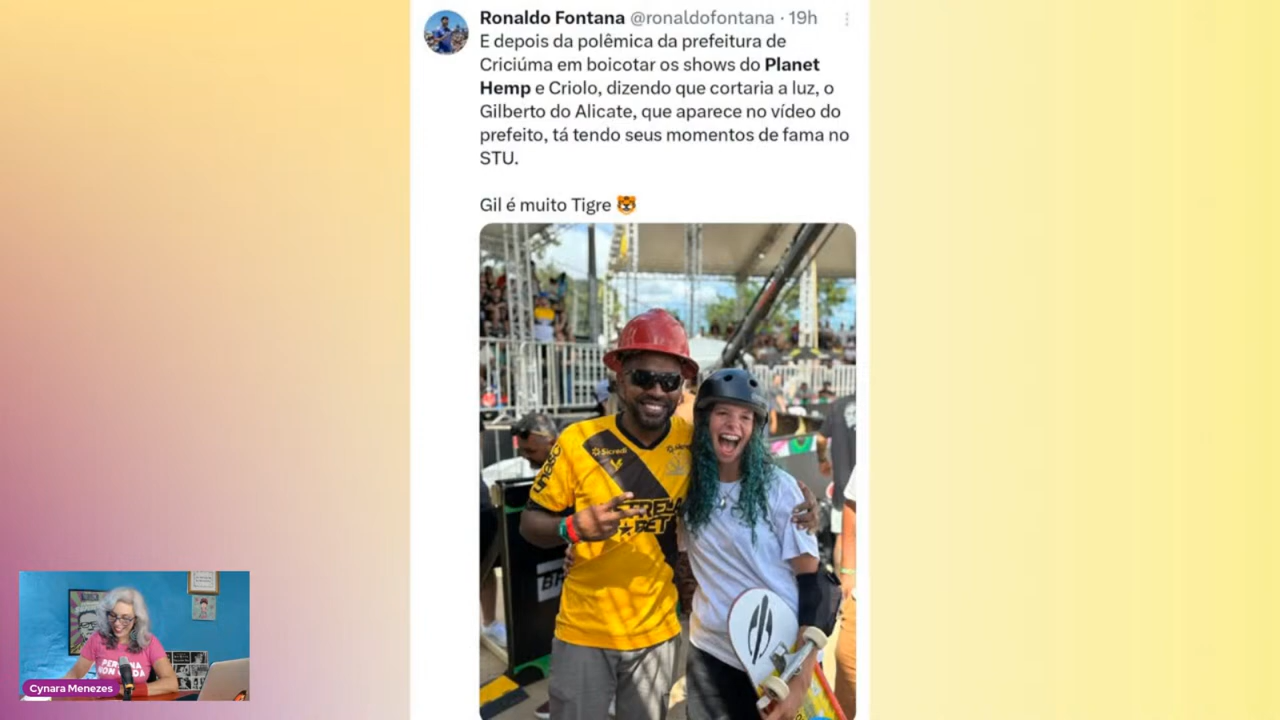 Ronaldo Fontana @ronaldofontana · 19h
E depois da polêmica da prefeitura de
Criciúma em boicotar os shows do Planet
Hemp e Criolo, dizendo que cortaria a luz, o
Gilberto do Alicate, que aparece no vídeo do
prefeito, tá tendo seus momentos de fama no
STU.
Gil é muito Tigre 🐯
Sicredi
unesc
BET
Cynara Menezes